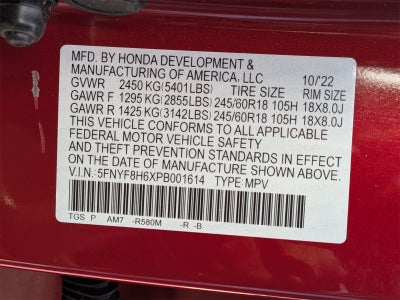 MFD. BY HONDA DEVELOPMENT &
MANUFACTURING OF AMERICA, LLC 10/'22
GVWR 2450 KG(5401LBS) TIRE SIZE RIM SIZE
GAWR F 1295 KG(2855LBS) 245/60R18 105H 18X8.0J
GAWR R 1425 KG(3142LBS) 245/60R18 105H 18X8.0J
THIS VEHICLE CONFORMS TO ALL APPLICABLE
FEDERAL MOTOR VEHICLE SAFETY
AND THEFT PREVENTION STANDARDS IN EFFECT ON
THE DATE OF MANUFACTURE SHOWN ABOVE.
V.I.N.: 5FNYF8H6XPB001614 TYPE: MPV
TGS P AM7 -R580M -R -B